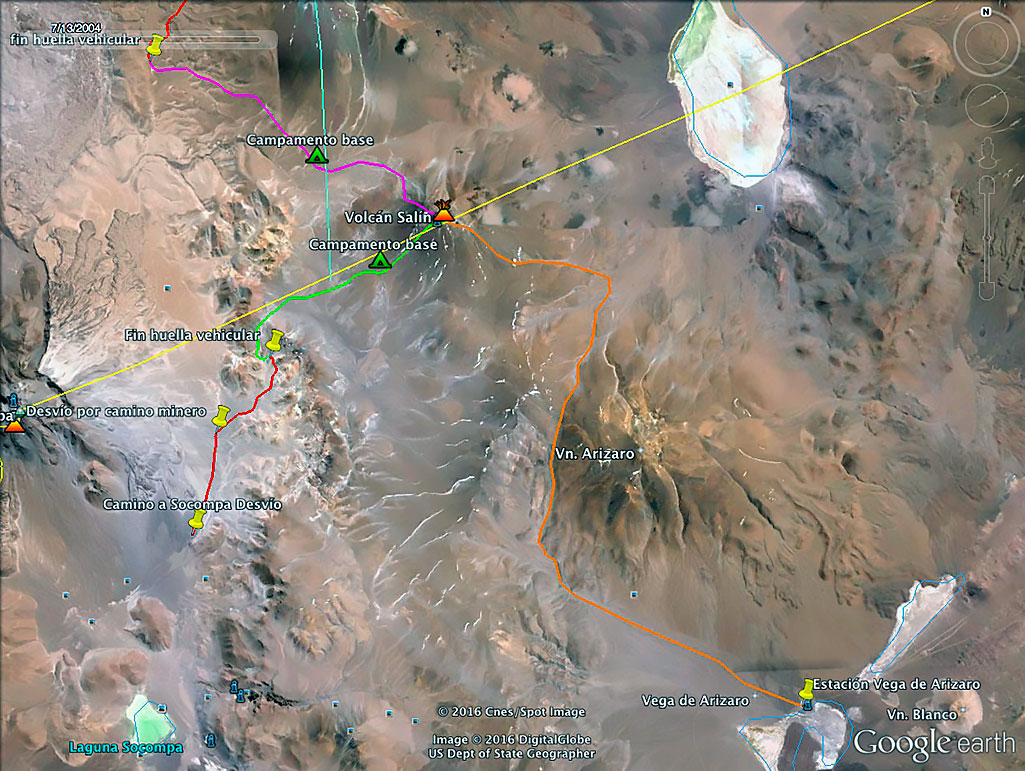 7/13/2004
fin huella vehicular
N
Campamento base
Volcán Salín
Campamento base
Fin huella vehicular
Desvío por camino minero
Vn. Arizaro
Camino a Socompa Desvío
Estación Vega de Arizaro
Vega de Arizaro
Vn. Blanco
© 2016 Cnes/Spot Image
Laguna Socompa
Image © 2016 DigitalGlobe
US Dept of State Geographer
Google earth